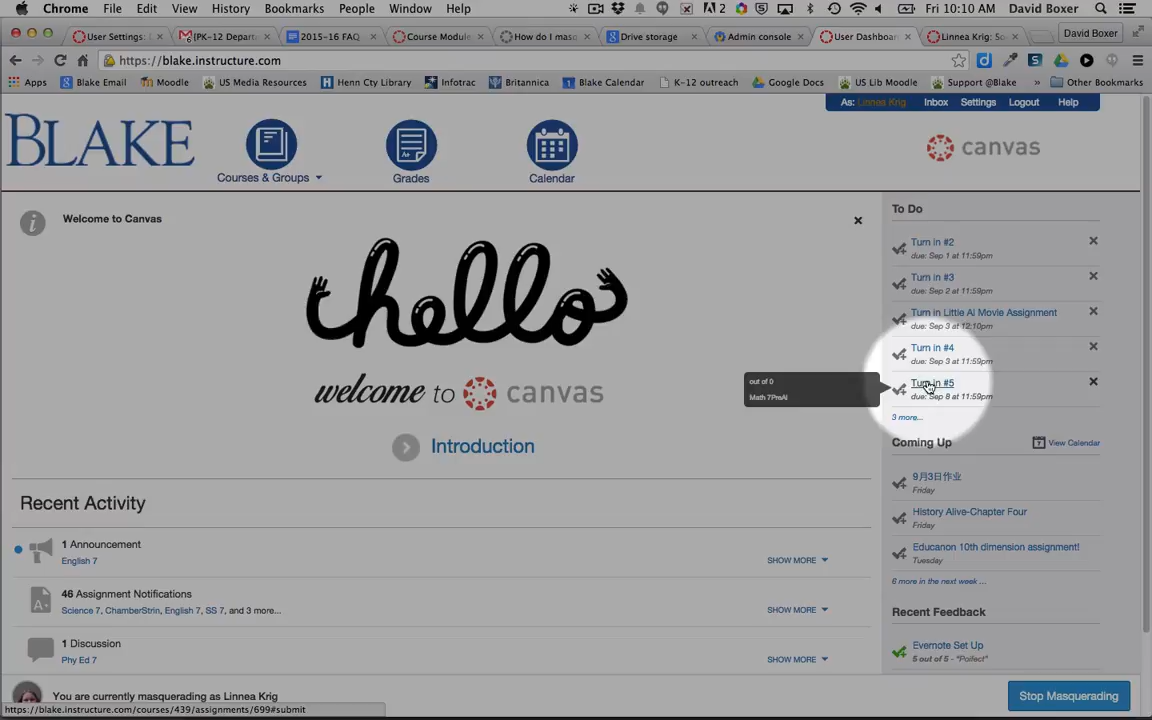 Chrome File Edit View History Bookmarks People Window Help
2 Fri 10:10 AM David Boxer
User Settings: [PK-12 Depart 2015-16 FAQ Course Module How do I mas Drive storage Admin console User Dashboa Linnea Krig: So David Boxer
https://blake.instructure.com
Apps Blake Email Moodle US Media Resources Henn Cty Library Infotrac Britannica Blake Calendar K-12 outreach Google Docs US Lib Moodle Support @Blake » Other Bookmarks
As: Linnea Krig Inbox Settings Logout Help
BLAKE
Courses & Groups
Grades
Calendar
canvas
Welcome to Canvas
hello
welcome to canvas
Introduction
Recent Activity
1 Announcement
English 7
SHOW MORE
46 Assignment Notifications
Science 7, ChamberStrin, English 7, SS 7, and 3 more...
SHOW MORE
1 Discussion
Phy Ed 7
SHOW MORE
To Do
Turn in #2
due: Sep 1 at 11:59pm
Turn in #3
due: Sep 2 at 11:59pm
Turn in Little Al Movie Assignment
due: Sep 3 at 12:10pm
Turn in #4
due: Sep 3 at 11:59pm
Turn in #5
due: Sep 8 at 11:59pm
out of 0
Math 7PreAl
3 more...
Coming Up
View Calendar
9月3日作业
Friday
History Alive-Chapter Four
Friday
Educanon 10th dimension assignment!
Tuesday
6 more in the next week ...
Recent Feedback
Evernote Set Up
5 out of 5 - "Poifect"
You are currently masquerading as Linnea Krig
Stop Masquerading
https://blake.instructure.com/courses/439/assignments/699#submit